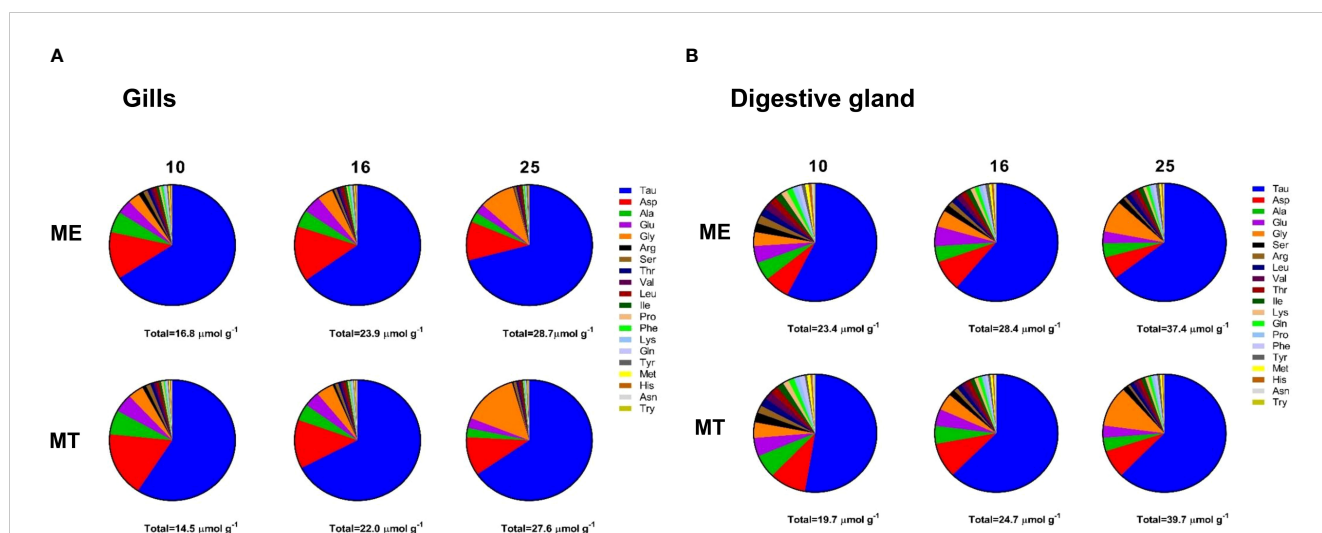 A
Gills
10 16 25
ME
Total=16.8 μmol g-1 Total=23.9 μmol g-1 Total=28.7μmol g-1
MT
Total=14.5 μmol g-1 Total=22.0 μmol g-1 Total=27.6 μmol g-1
Tau
Asp
Ala
Glu
Gly
Arg
Ser
Thr
Val
Leu
Ile
Pro
Phe
Lys
Gln
Tyr
Met
His
Asn
Try
B
Digestive gland
10 16 25
ME
Total=23.4 μmol g-1 Total=28.4 μmol g-1 Total=37.4 μmol g-1
MT
Total=19.7 μmol g-1 Total=24.7 μmol g-1 Total=39.7 μmol g-1
Tau
Asp
Ala
Glu
Gly
Ser
Arg
Leu
Val
Thr
Ile
Lys
Gln
Pro
Phe
Tyr
Met
His
Asn
Try